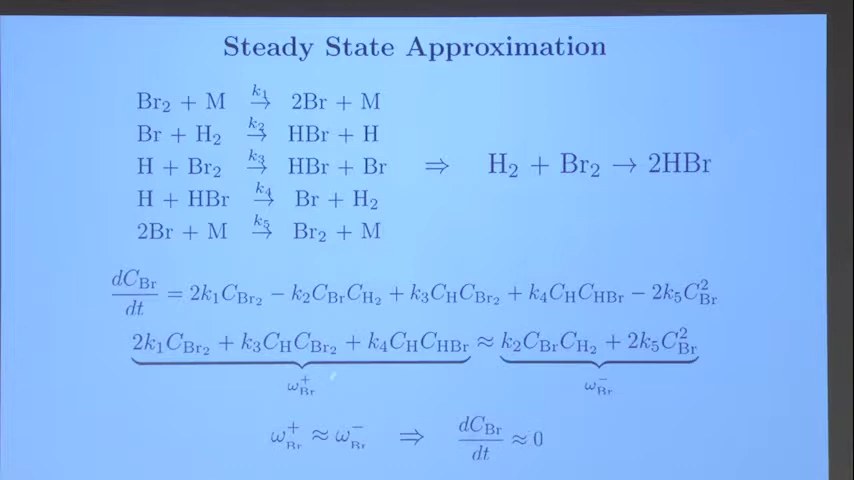 Steady State Approximation
Br₂ + M →(k₁) 2Br + M
Br + H₂ →(k₂) HBr + H
H + Br₂ →(k₃) HBr + Br ⇒ H₂ + Br₂ → 2HBr
H + HBr →(k₄) Br + H₂
2Br + M →(k₅) Br₂ + M
dC_Br/dt = 2k₁C_Br₂ − k₂C_BrC_H₂ + k₃C_HC_Br₂ + k₄C_HC_HBr − 2k₅C²_Br
2k₁C_Br₂ + k₃C_HC_Br₂ + k₄C_HC_HBr ≈ k₂C_BrC_H₂ + 2k₅C²_Br
ω⁺_Br ω⁻_Br
ω⁺_Br ≈ ω⁻_Br ⇒ dC_Br/dt ≈ 0